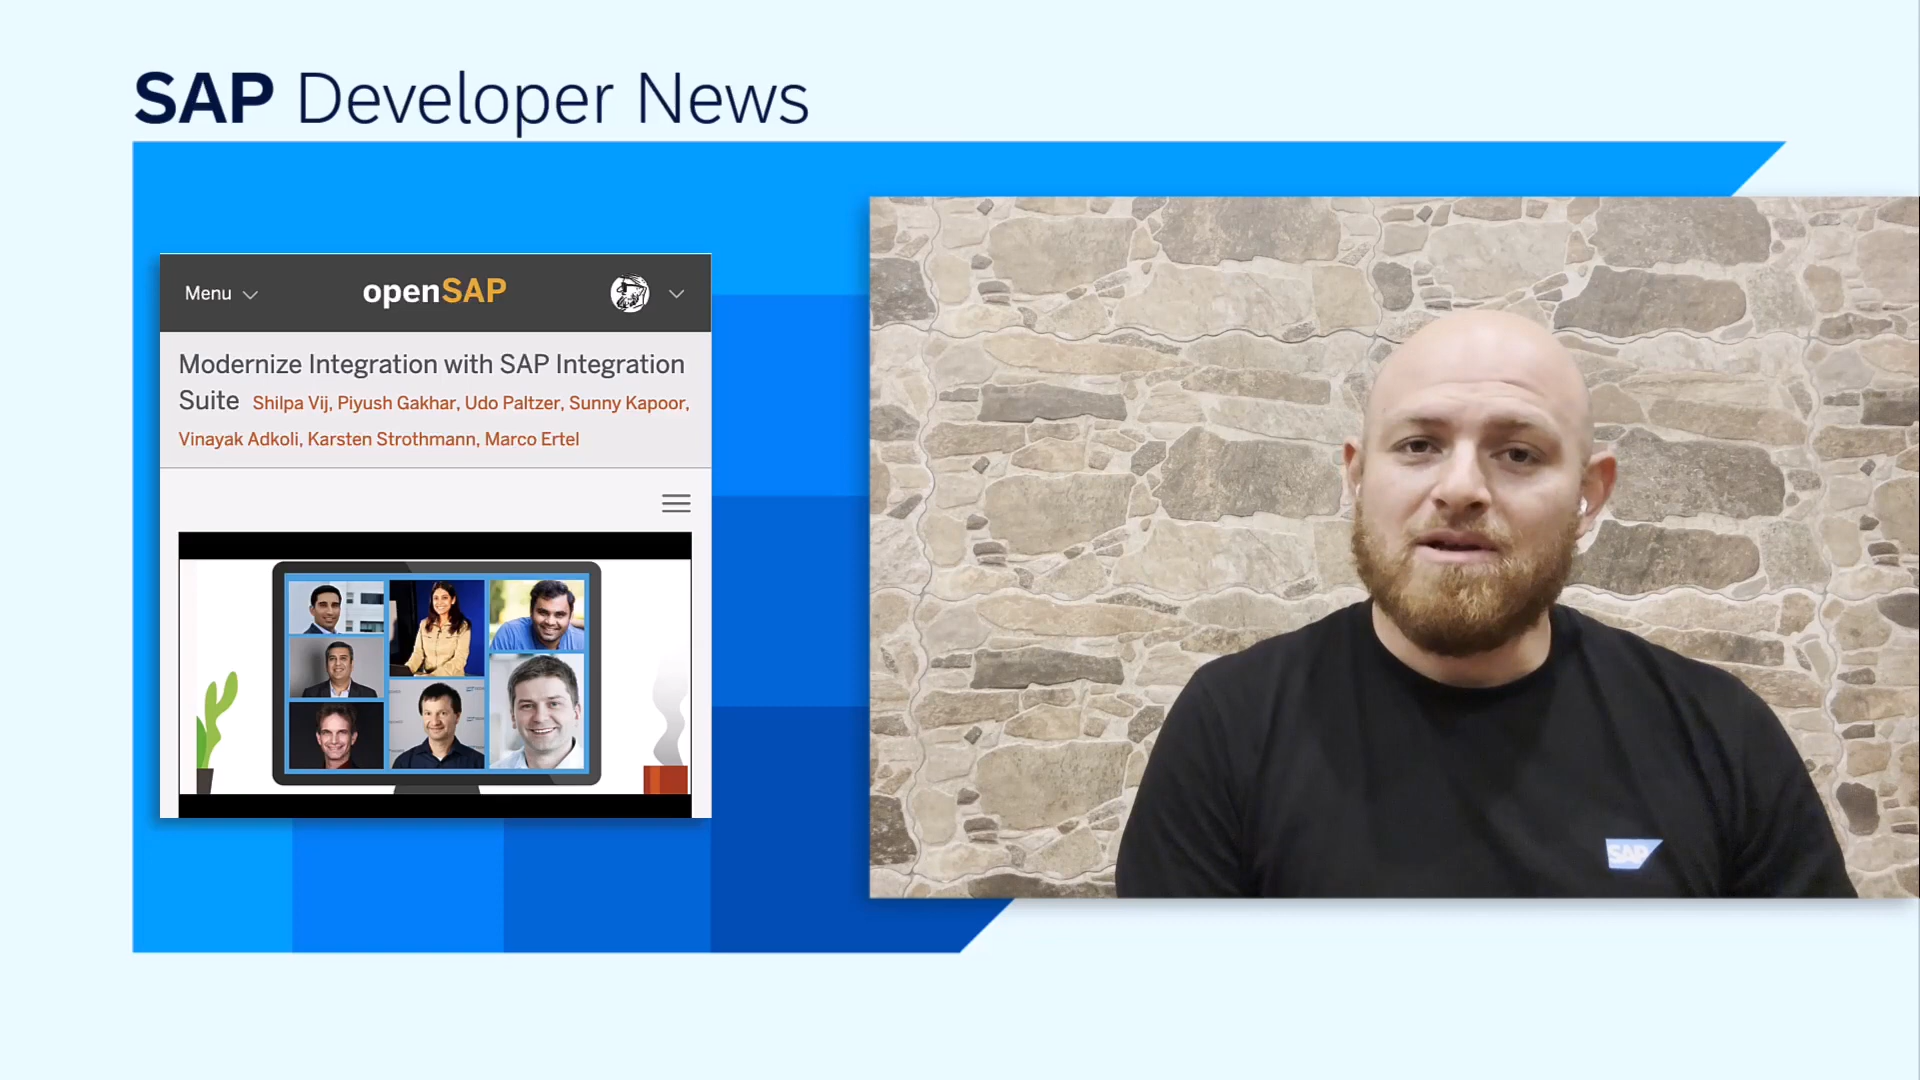 SAP Developer News
Menu
openSAP
Modernize Integration with SAP Integration
Suite Shilpa Vij, Piyush Gakhar, Udo Paltzer, Sunny Kapoor,
Vinayak Adkoli, Karsten Strothmann, Marco Ertel
SAP